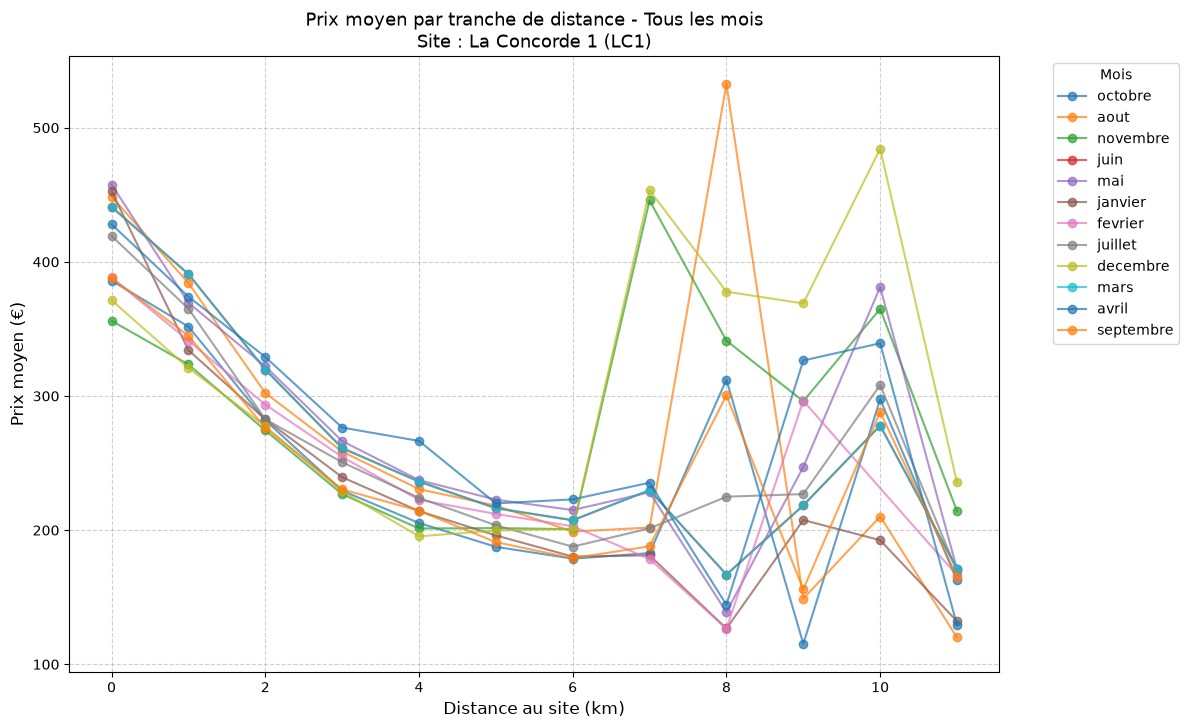 Prix moyen par tranche de distance - Tous les mois
Site : La Concorde 1 (LC1)
Mois
octobre
aout
novembre
juin
mai
janvier
fevrier
juillet
decembre
mars
avril
septembre
Prix moyen (€)
500
400
300
200
100
0 2 4 6 8 10
Distance au site (km)